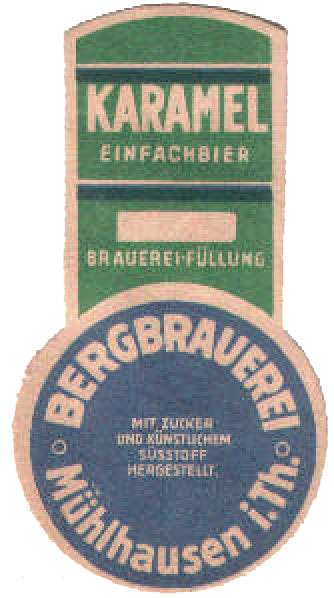 KARAMEL
EINFACHBIER
BRAUEREI-FÜLLUNG
BERGBRAUEREI
MIT ZUCKER
UND KÜNSTLICHEM
SÜSSTOFF
HERGESTELLT.
Mühlhausen i.Th.